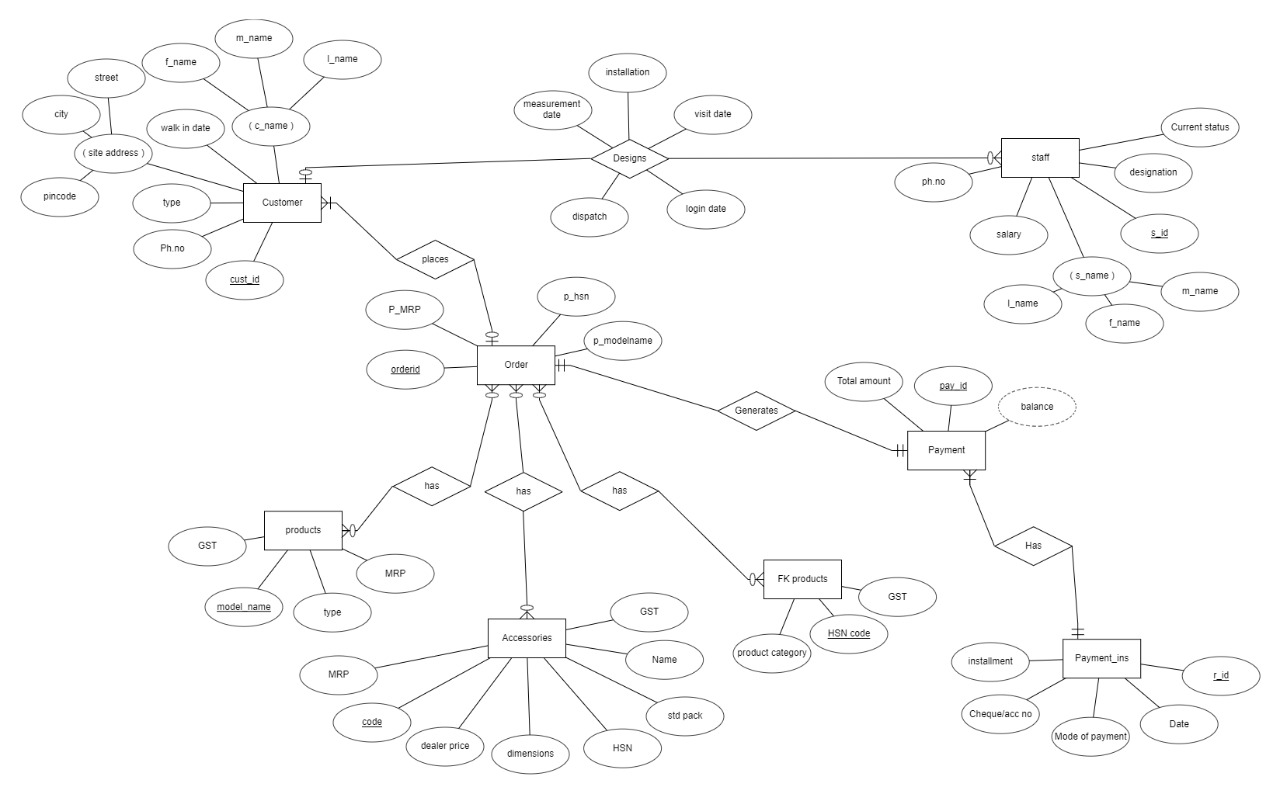 m_name
f_name
l_name
street
city
walk in date
( c_name )
( site address )
pincode
type
Customer
Ph.no
cust_id
installation
measurement
date
visit date
Designs
dispatch
login date
Current status
staff
designation
ph.no
salary
s_id
( s_name )
l_name
m_name
f_name
places
P_MRP
p_hsn
p_modelname
orderid
Order
Generates
Total amount
pay_id
balance
Payment
has
has
has
Has
products
GST
MRP
model_name
type
FK products
GST
HSN code
product category
Accessories
GST
Name
MRP
std pack
code
dealer price
dimensions
HSN
Payment_ins
installment
r_id
Cheque/acc no
Mode of payment
Date